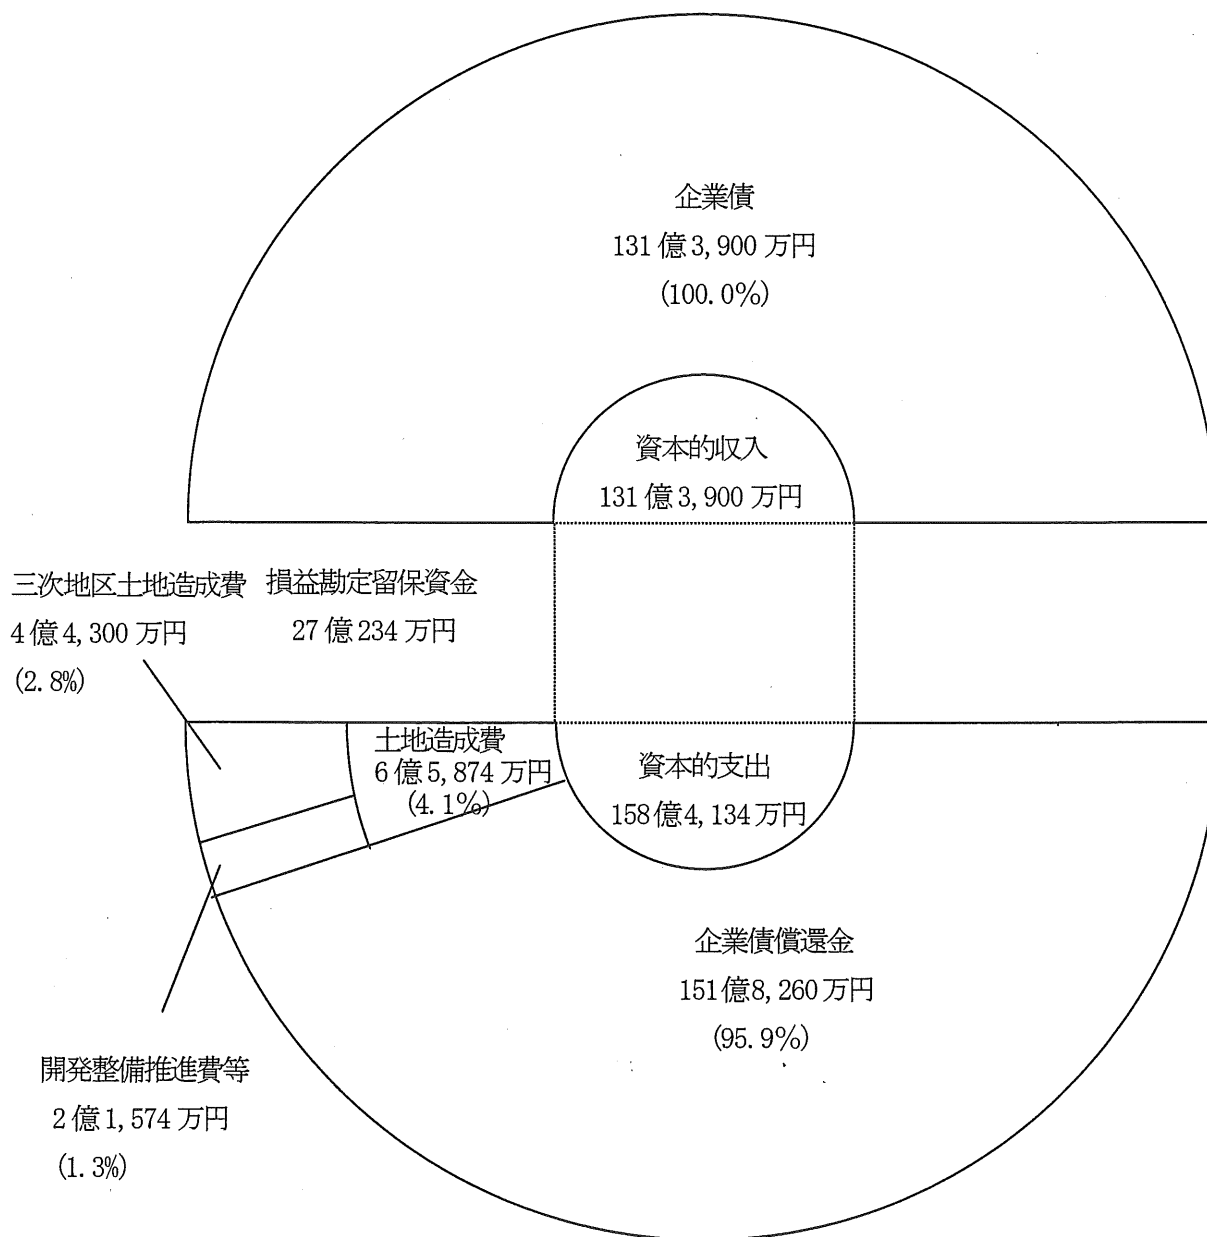 企業債
131億3,900万円
(100.0%)
資本的収入
131億3,900万円
三次地区土地造成費
4億4,300万円
(2.8%)
損益勘定留保資金
27億234万円
土地造成費
6億5,874万円
(4.1%)
資本的支出
158億4,134万円
企業債償還金
151億8,260万円
(95.9%)
開発整備推進費等
2億1,574万円
(1.3%)